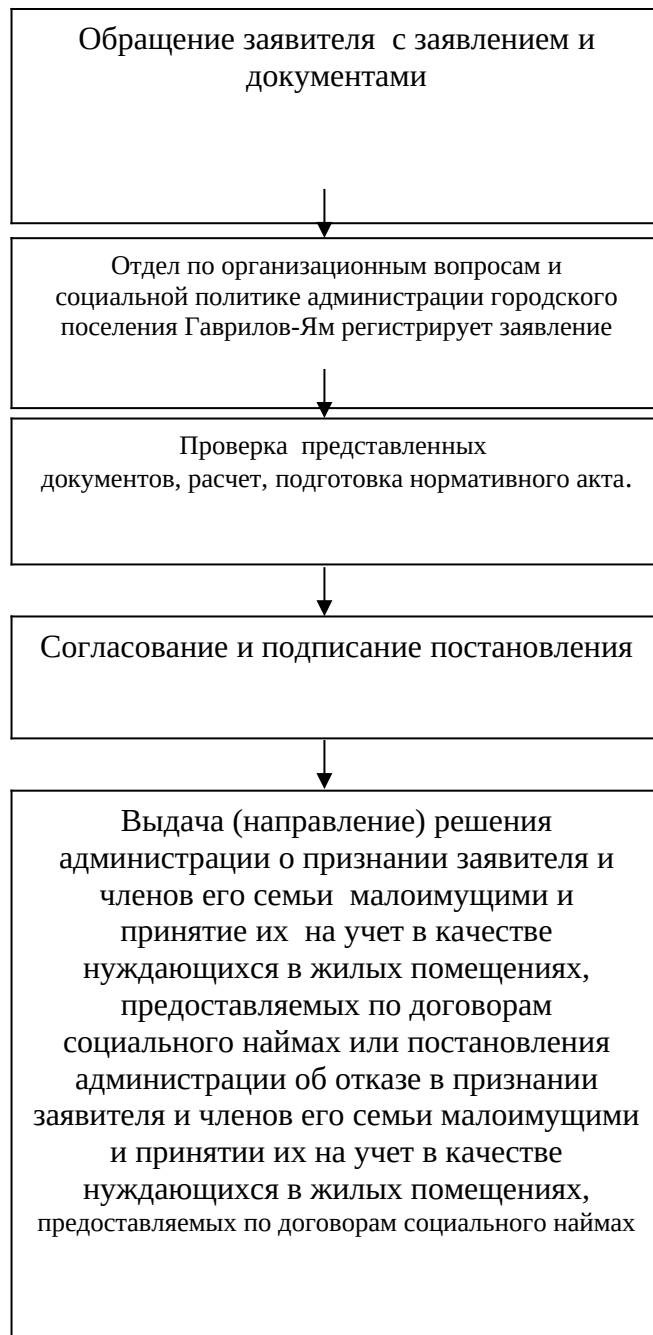 Обращение заявителя с заявлением и
документами
Отдел по организационным вопросам и
социальной политике администрации городского
поселения Гаврилов-Ям регистрирует заявление
Проверка представленных
документов, расчет, подготовка нормативного акта.
Согласование и подписание постановления
Выдача (направление) решения
администрации о признании заявителя и
членов его семьи малоимущими и
принятие их на учет в качестве
нуждающихся в жилых помещениях,
предоставляемых по договорам
социального наймах или постановления
администрации об отказе в признании
заявителя и членов его семьи малоимущими
и принятии их на учет в качестве
нуждающихся в жилых помещениях,
предоставляемых по договорам социального наймах